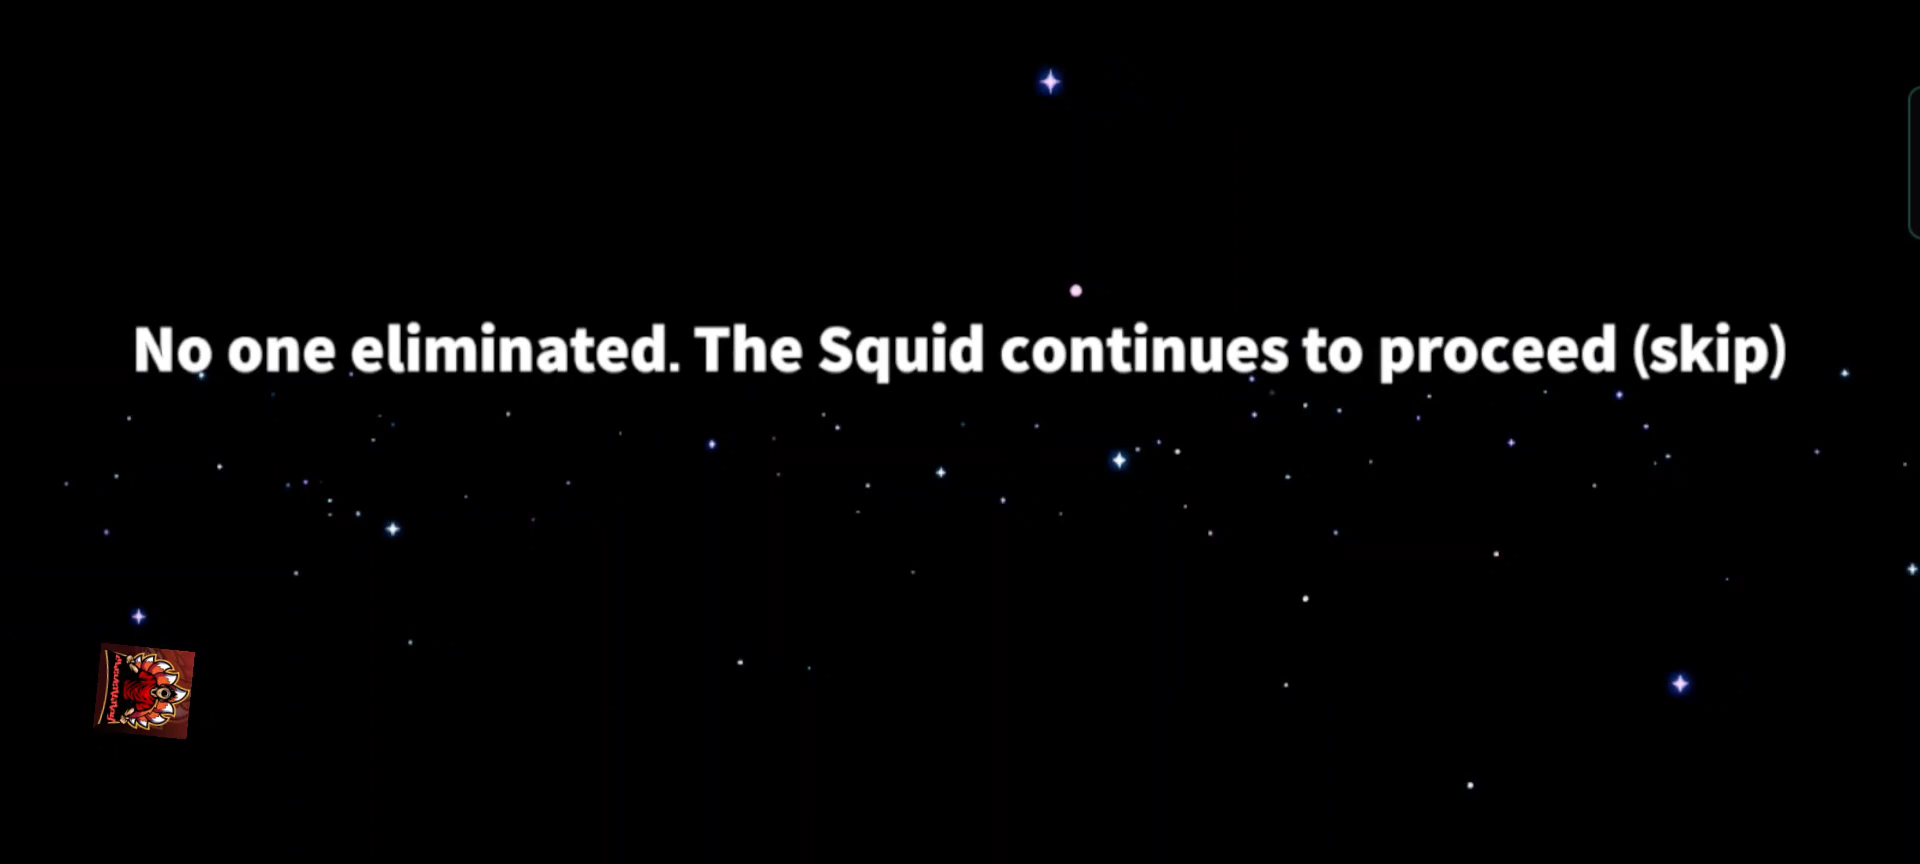 No one eliminated. The Squid continues to proceed (skip)